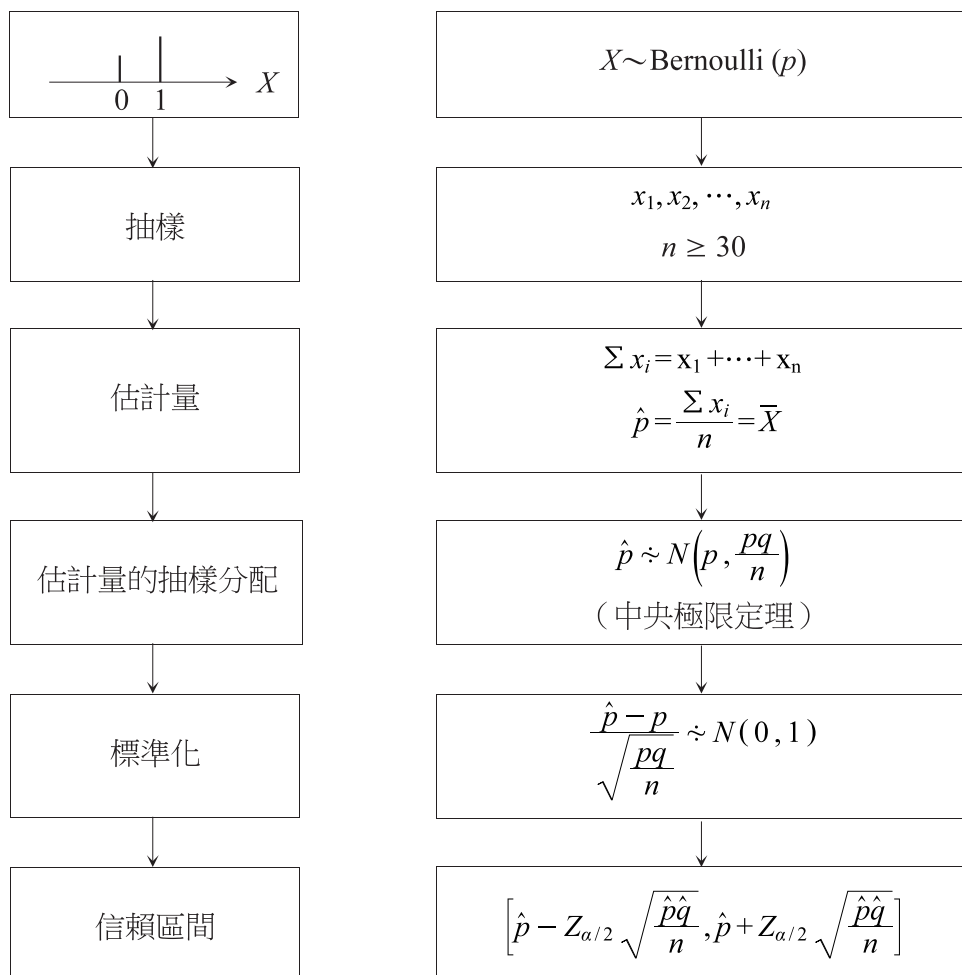 X
0 1
X∼Bernoulli (p)
抽樣
x₁, x₂, ⋯, xₙ
n ≥ 30
估計量
Σ xᵢ = x₁ +⋯+ xₙ
p̂ = Σ xᵢ / n = X̄
估計量的抽樣分配
p̂ ∻ N(p, pq/n)
（中央極限定理）
標準化
(p̂ − p) / √(pq/n) ∻ N(0, 1)
信賴區間
[p̂ − Z_{α/2} √(p̂q̂/n), p̂ + Z_{α/2} √(p̂q̂/n)]